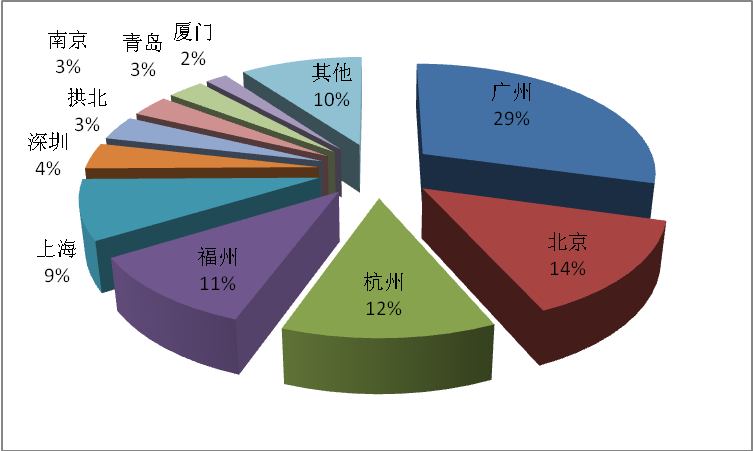 广州
29%
北京
14%
杭州
12%
福州
11%
上海
9%
深圳
4%
拱北
3%
南京
3%
青岛
3%
厦门
2%
其他
10%